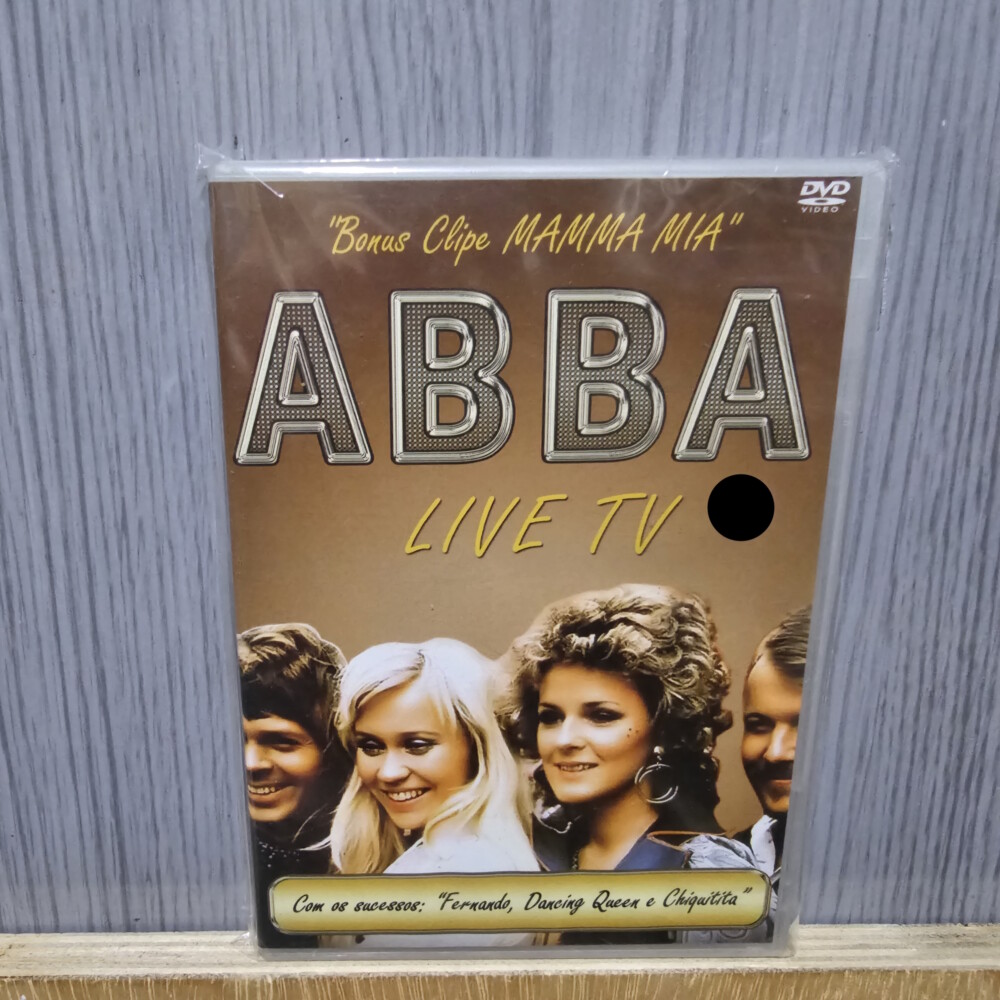 DVD
VIDEO
"Bonus Clipe MAMMA MIA"
ABBA
LIVE TV
Com os sucessos: "Fernando, Dancing Queen e Chiquitita"